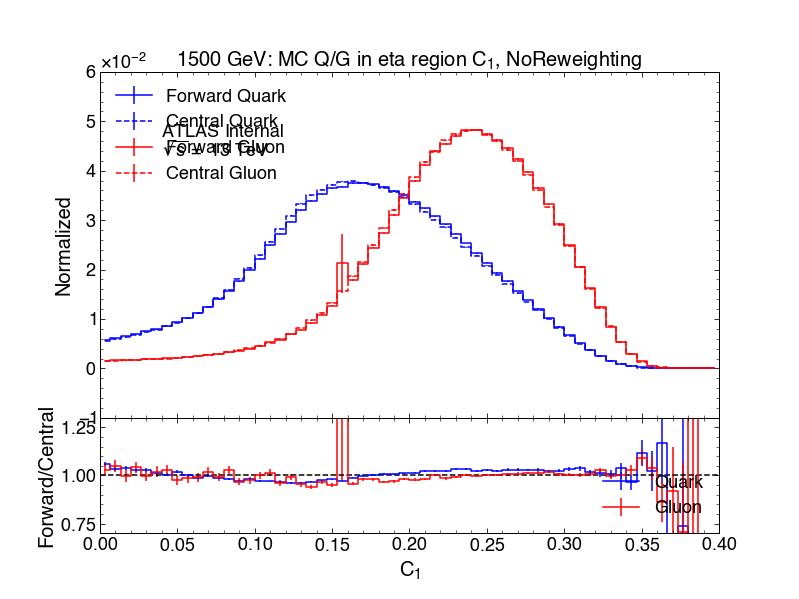 ×10⁻²
1500 GeV: MC Q/G in eta region C₁, NoReweighting
6
5
4
3
2
1
0
−1
Normalized
Forward Quark
Central Quark
ATLAS Internal
Forward Gluon
√s = 13 TeV
Central Gluon
1.25
1.00
0.75
Forward/Central
Quark
Gluon
0.00 0.05 0.10 0.15 0.20 0.25 0.30 0.35 0.40
C₁